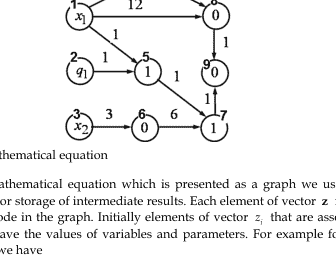 12
1
x₁
8
0
1
1
2
q₁
1
5
1
1
9
0
1
3
x₂
3
6
0
6
7
1
thematical equation
athematical equation which is presented as a graph we us
or storage of intermediate results. Each element of vector z
ode in the graph. Initially elements of vector zᵢ that are ass
ave the values of variables and parameters. For example fo
we have